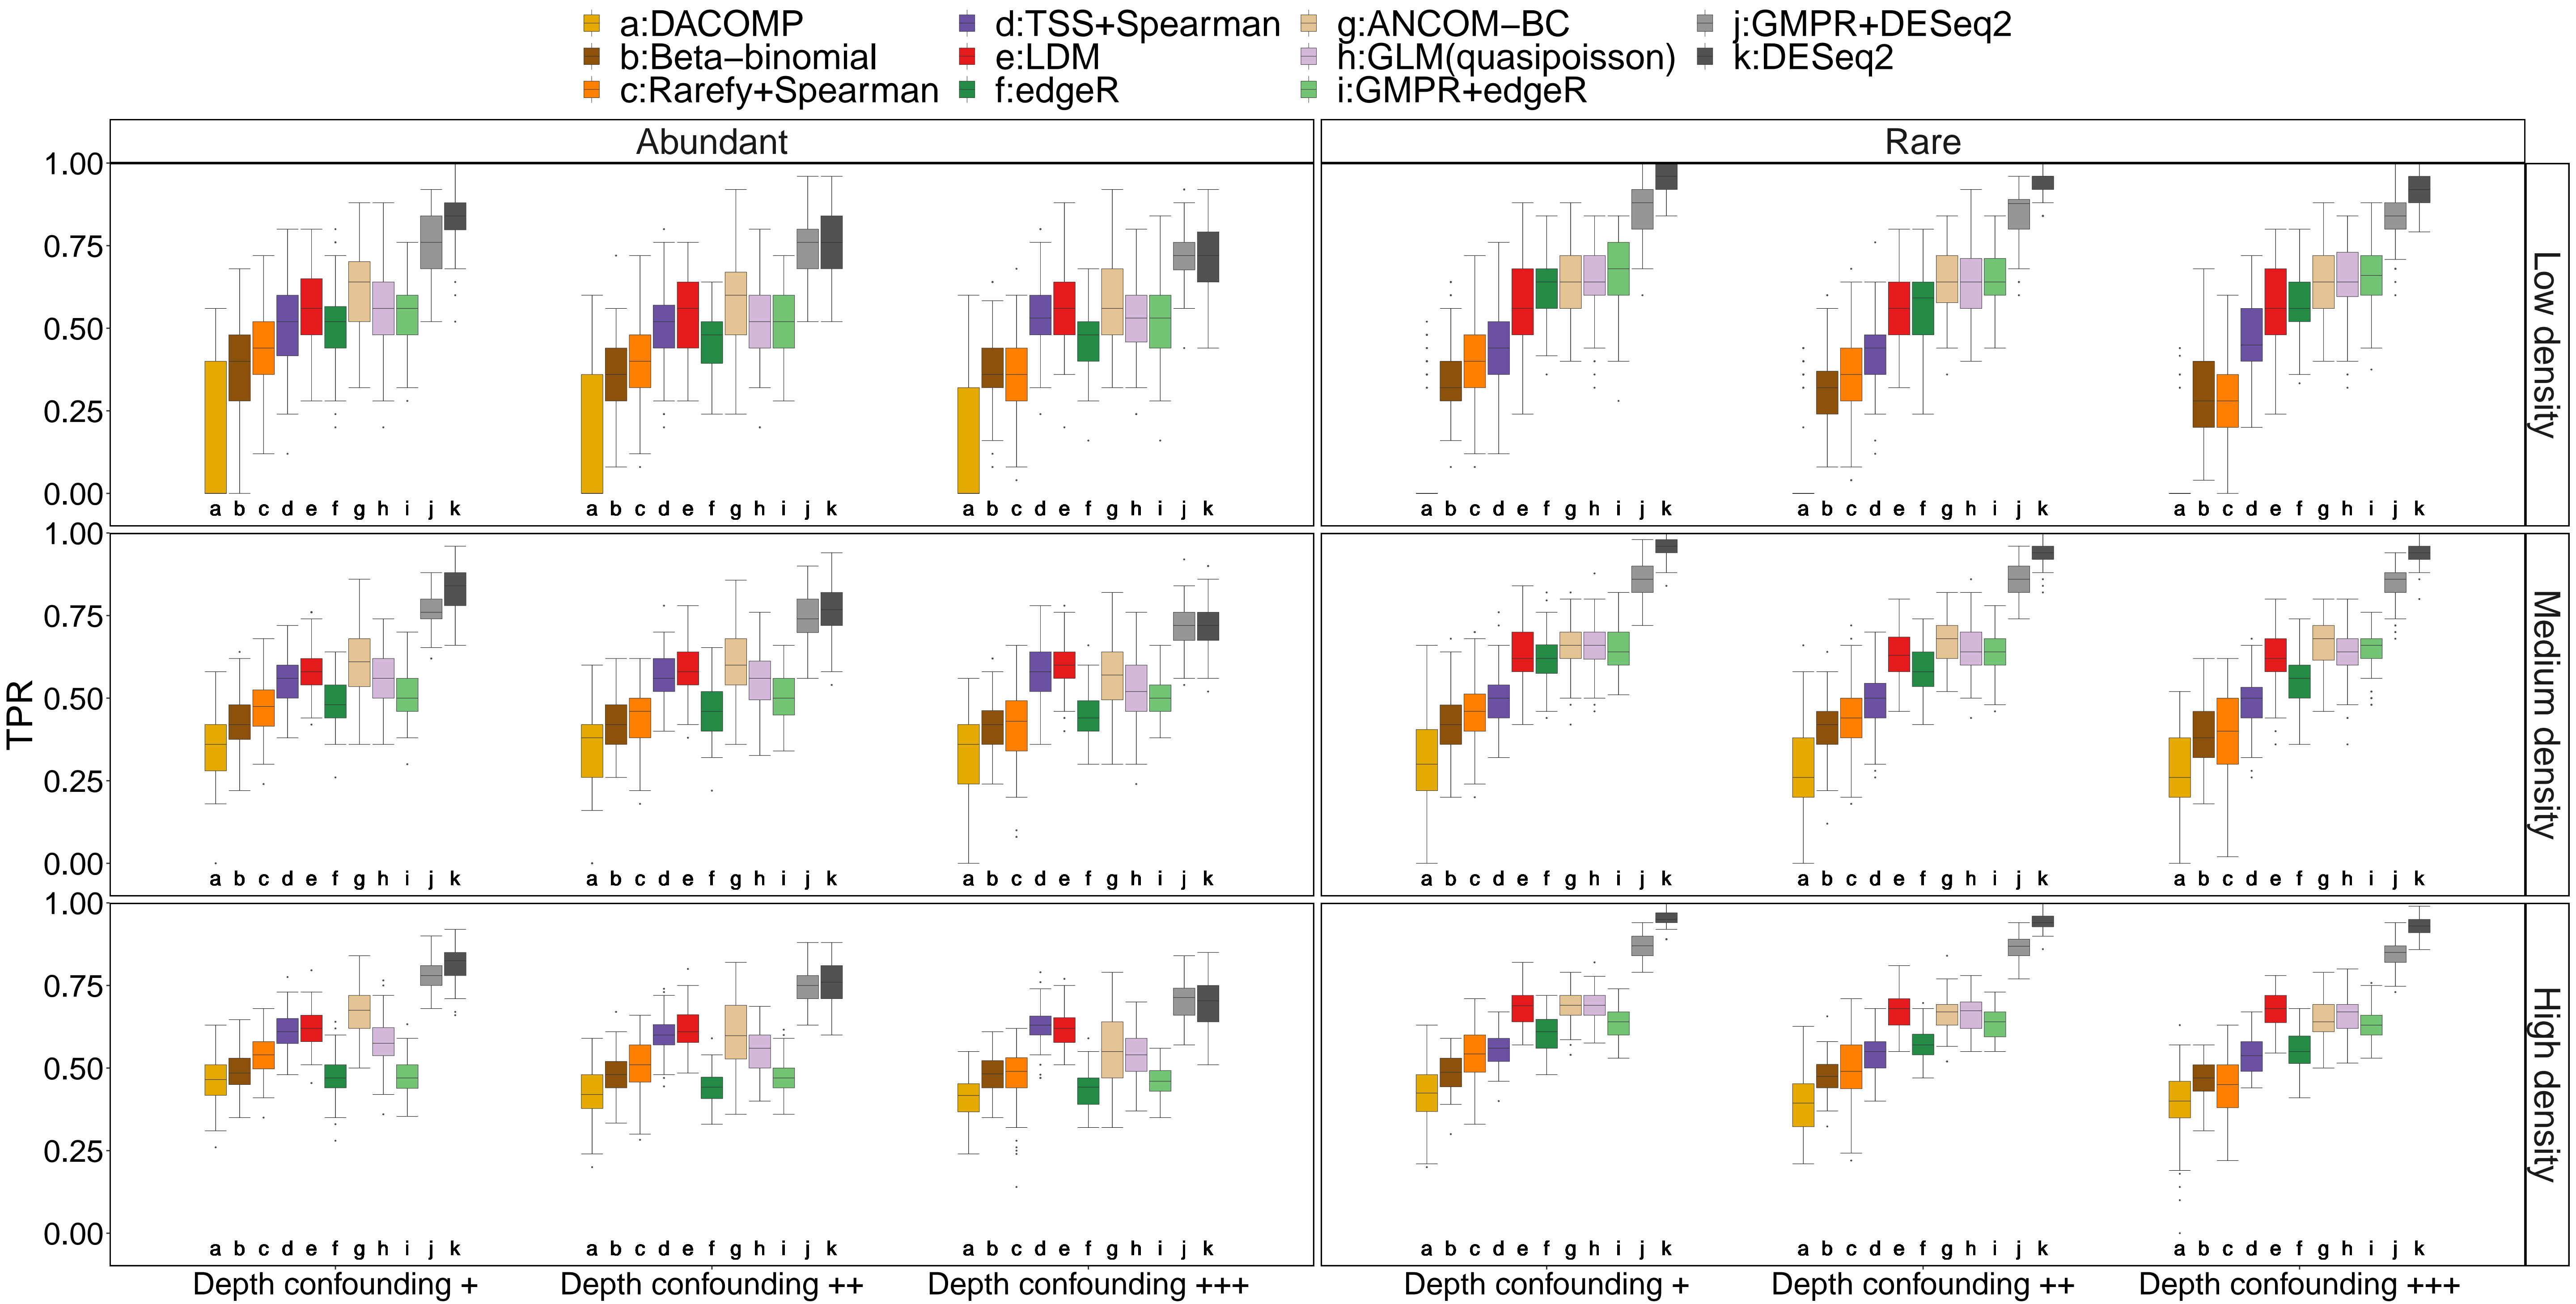 a:DACOMP d:TSS+Spearman g:ANCOM−BC j:GMPR+DESeq2
b:Beta−binomial e:LDM h:GLM(quasipoisson) k:DESeq2
c:Rarefy+Spearman f:edgeR i:GMPR+edgeR
Abundant Rare
1.00
0.75
0.50
0.25
0.00
a b c d e f g h i j k a b c d e f g h i j k a b c d e f g h i j k a b c d e f g h i j k a b c d e f g h i j k a b c d e f g h i j k
Low density
1.00
0.75
0.50
0.25
0.00
a b c d e f g h i j k a b c d e f g h i j k a b c d e f g h i j k a b c d e f g h i j k a b c d e f g h i j k a b c d e f g h i j k
Medium density
TPR
1.00
0.75
0.50
0.25
0.00
a b c d e f g h i j k a b c d e f g h i j k a b c d e f g h i j k a b c d e f g h i j k a b c d e f g h i j k a b c d e f g h i j k
High density
Depth confounding + Depth confounding ++ Depth confounding +++ Depth confounding + Depth confounding ++ Depth confounding +++